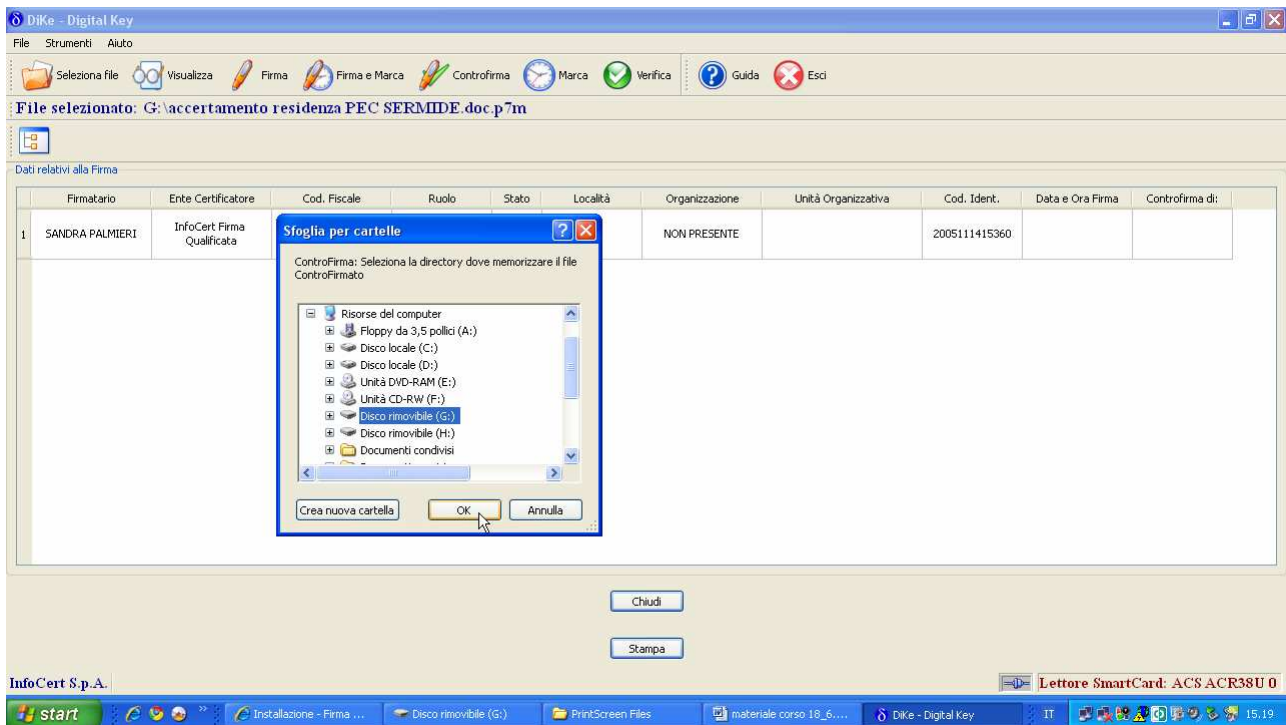 DiKe - Digital Key
File Strumenti Aiuto
Seleziona file Visualizza Firma Firma e Marca Controfirma Marca Verifica Guida Esci
File selezionato: G:\accertamento residenza PEC SERMIDE.doc.p7m
Dati relativi alla Firma
Firmatario Ente Certificatore Cod. Fiscale Ruolo Stato Località Organizzazione Unità Organizzativa Cod. Ident. Data e Ora Firma Controfirma di:
1 SANDRA PALMIERI InfoCert Firma Qualificata NON PRESENTE 2005111415360
Sfoglia per cartelle
ControFirma: Seleziona la directory dove memorizzare il file
ControFirmato
Risorse del computer
Floppy da 3,5 pollici (A:)
Disco locale (C:)
Disco locale (D:)
Unità DVD-RAM (E:)
Unità CD-RW (F:)
Disco rimovibile (G:)
Disco rimovibile (H:)
Documenti condivisi
Crea nuova cartella OK Annulla
Chiudi
Stampa
InfoCert S.p.A. Lettore SmartCard: ACS ACR38U 0
start Installazione - Firma ... Disco rimovibile (G:) PrintScreen Files materiale corso 18_6.... DiKe - Digital Key IT 15.19